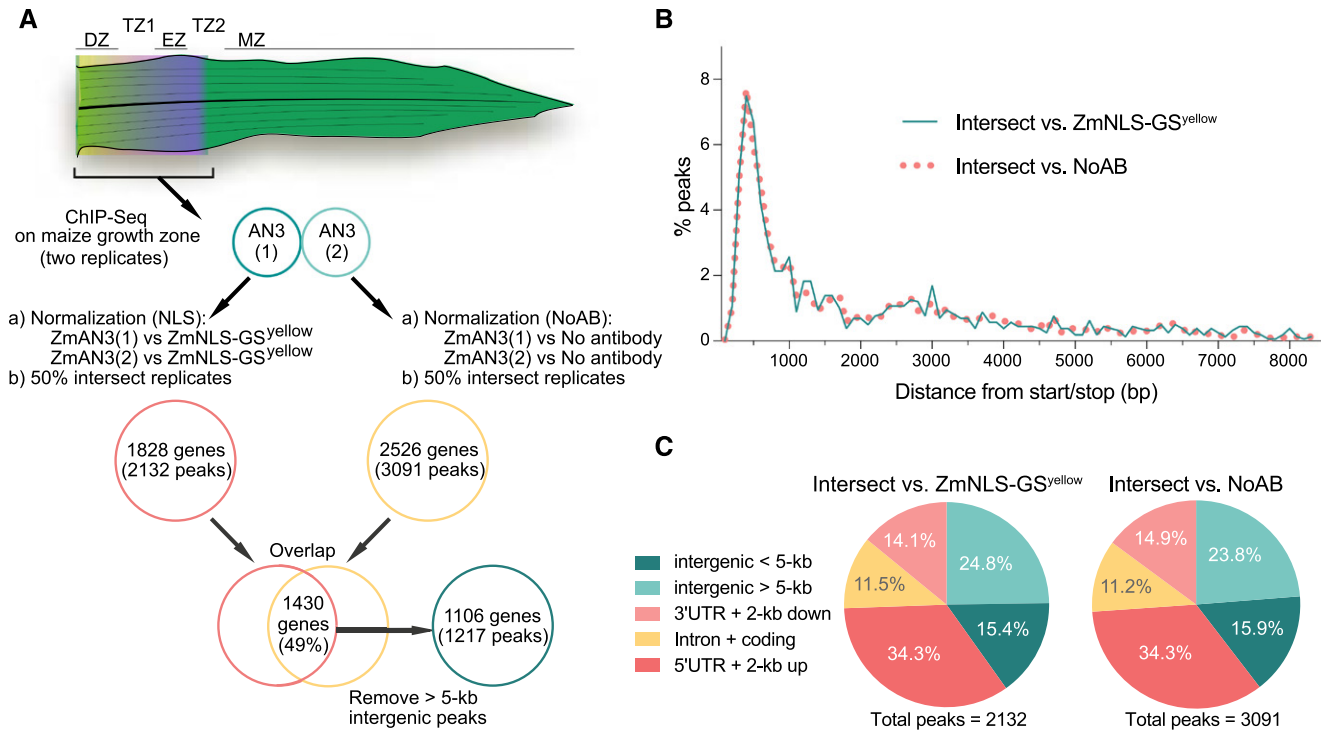 A
DZ
TZ1
EZ
TZ2
MZ
ChIP-Seq
on maize growth zone
(two replicates)
AN3
(1)
AN3
(2)
a) Normalization (NLS):
ZmAN3(1) vs ZmNLS-GSyellow
ZmAN3(2) vs ZmNLS-GSyellow
b) 50% intersect replicates
a) Normalization (NoAB):
ZmAN3(1) vs No antibody
ZmAN3(2) vs No antibody
b) 50% intersect replicates
1828 genes
(2132 peaks)
2526 genes
(3091 peaks)
Overlap
1430
genes
(49%)
1106 genes
(1217 peaks)
Remove > 5-kb
intergenic peaks
B
% peaks
8
6
4
2
0
Intersect vs. ZmNLS-GSyellow
Intersect vs. NoAB
1000 2000 3000 4000 5000 6000 7000 8000
Distance from start/stop (bp)
C
intergenic < 5-kb
intergenic > 5-kb
3'UTR + 2-kb down
Intron + coding
5'UTR + 2-kb up
Intersect vs. ZmNLS-GSyellow
14.1%
24.8%
11.5%
15.4%
34.3%
Total peaks = 2132
Intersect vs. NoAB
14.9%
23.8%
11.2%
15.9%
34.3%
Total peaks = 3091